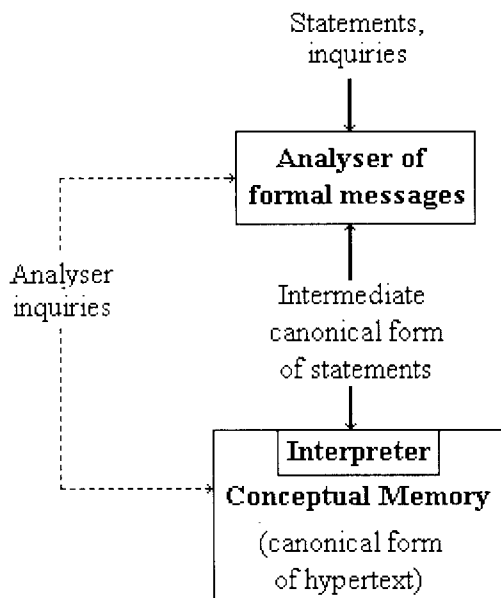 Statements,
inquiries
Analyser of
formal messages
Analyser
inquiries
Intermediate
canonical form
of statements
Interpreter
Conceptual Memory
(canonical form
of hypertext)